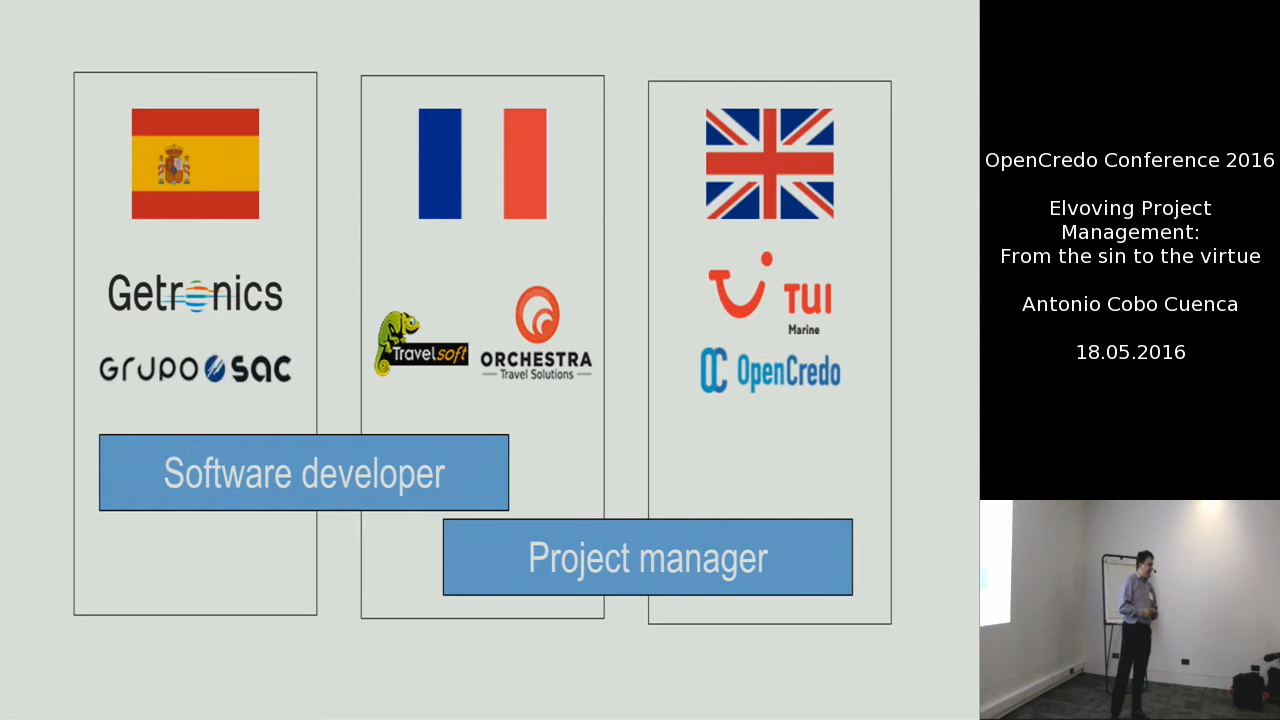 Getronics
GRUPO SAC
Travelsoft
ORCHESTRA
Travel Solutions
TUI
Marine
OpenCredo
Software developer
Project manager
OpenCredo Conference 2016
Elvoving Project
Management:
From the sin to the virtue
Antonio Cobo Cuenca
18.05.2016